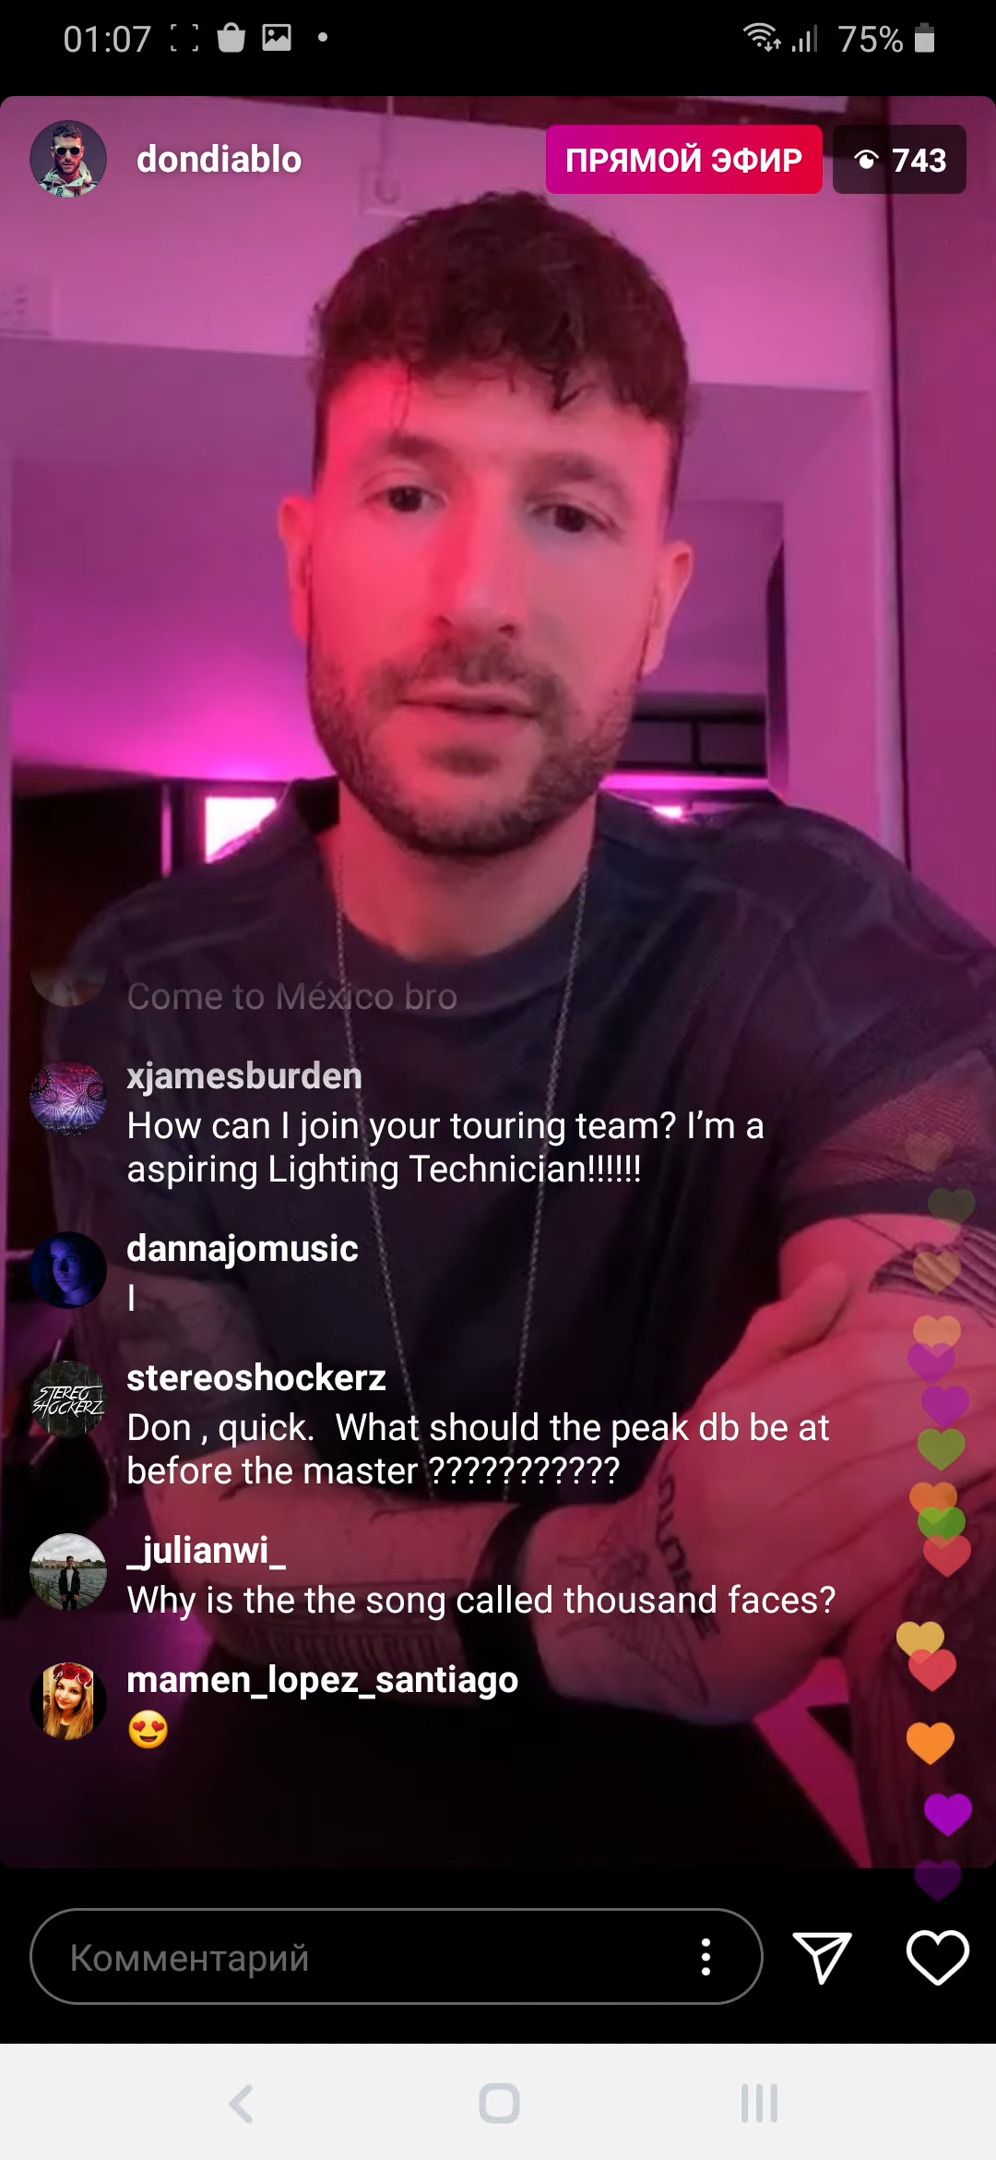 01:07
75%
dondiablo
ПРЯМОЙ ЭФИР
743
Come to México bro
xjamesburden
How can I join your touring team? I’m a
aspiring Lighting Technician!!!!!!
dannajomusic
I
stereoshockerz
STEREO
SHOCKERZ
Don , quick.  What should the peak db be at
before the master ???????????
_julianwi_
Why is the the song called thousand faces?
mamen_lopez_santiago
😍
Комментарий